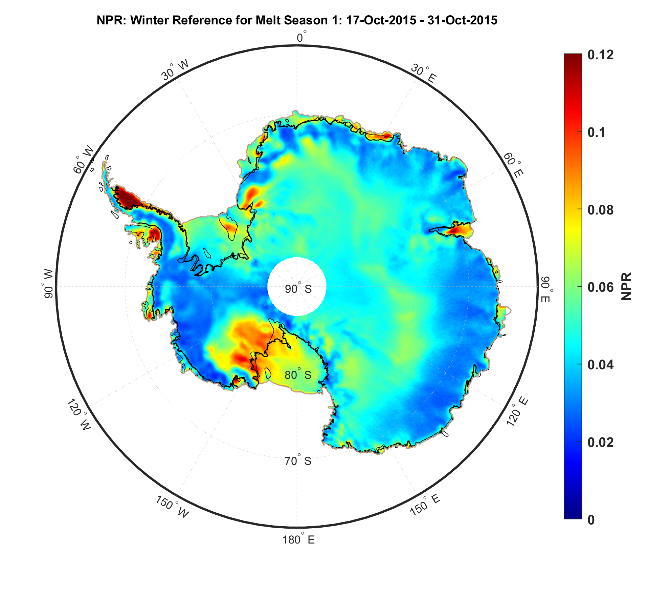 NPR: Winter Reference for Melt Season 1: 17-Oct-2015 - 31-Oct-2015
0°
30° W
30° E
60° W
60° E
90° W
90° S
90° E
80° S
120° W
120° E
70° S
150° W
150° E
180° E
0.12
0.1
0.08
0.06
0.04
0.02
0
NPR